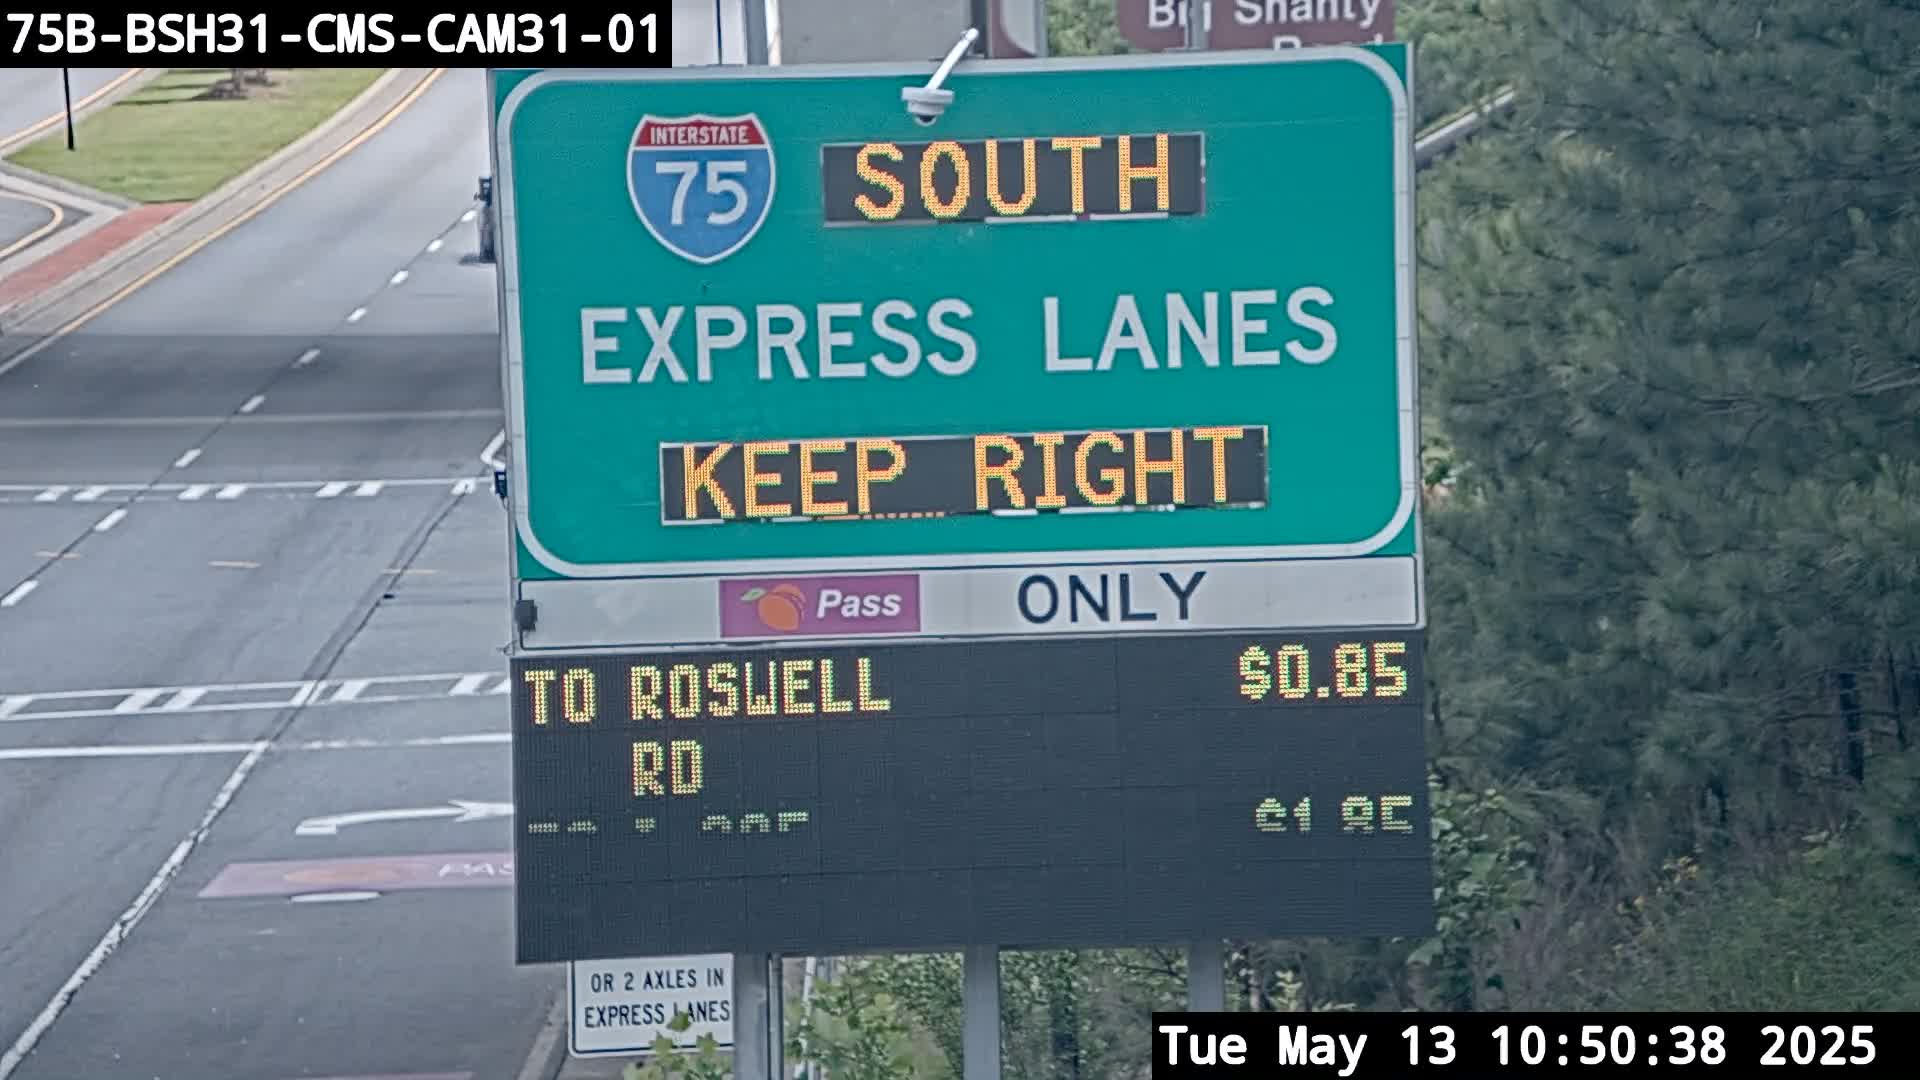 75B-BSH31-CMS-CAM31-01
Shanty
INTERSTATE
75
SOUTH
EXPRESS LANES
KEEP RIGHT
Pass ONLY
TO ROSWELL $0.85
RD
OR 2 AXLES IN
EXPRESS LANES
Tue May 13 10:50:38 2025